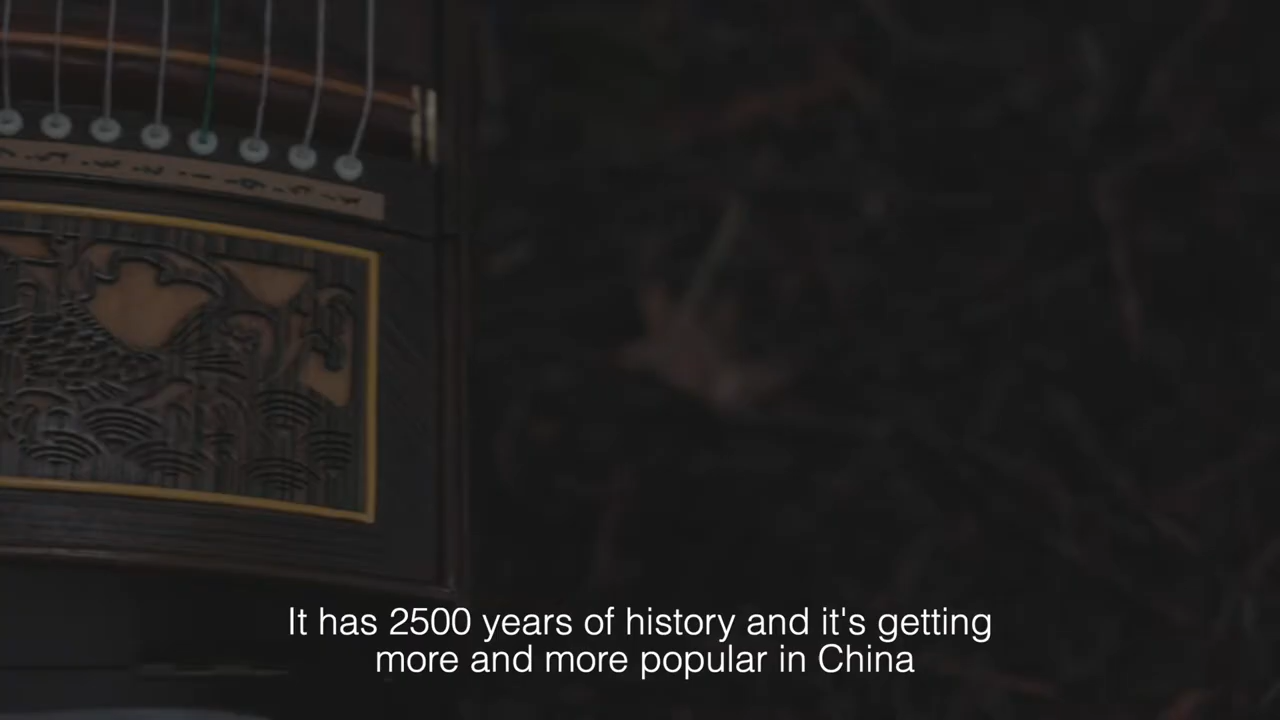 It has 2500 years of history and it's getting
more and more popular in China